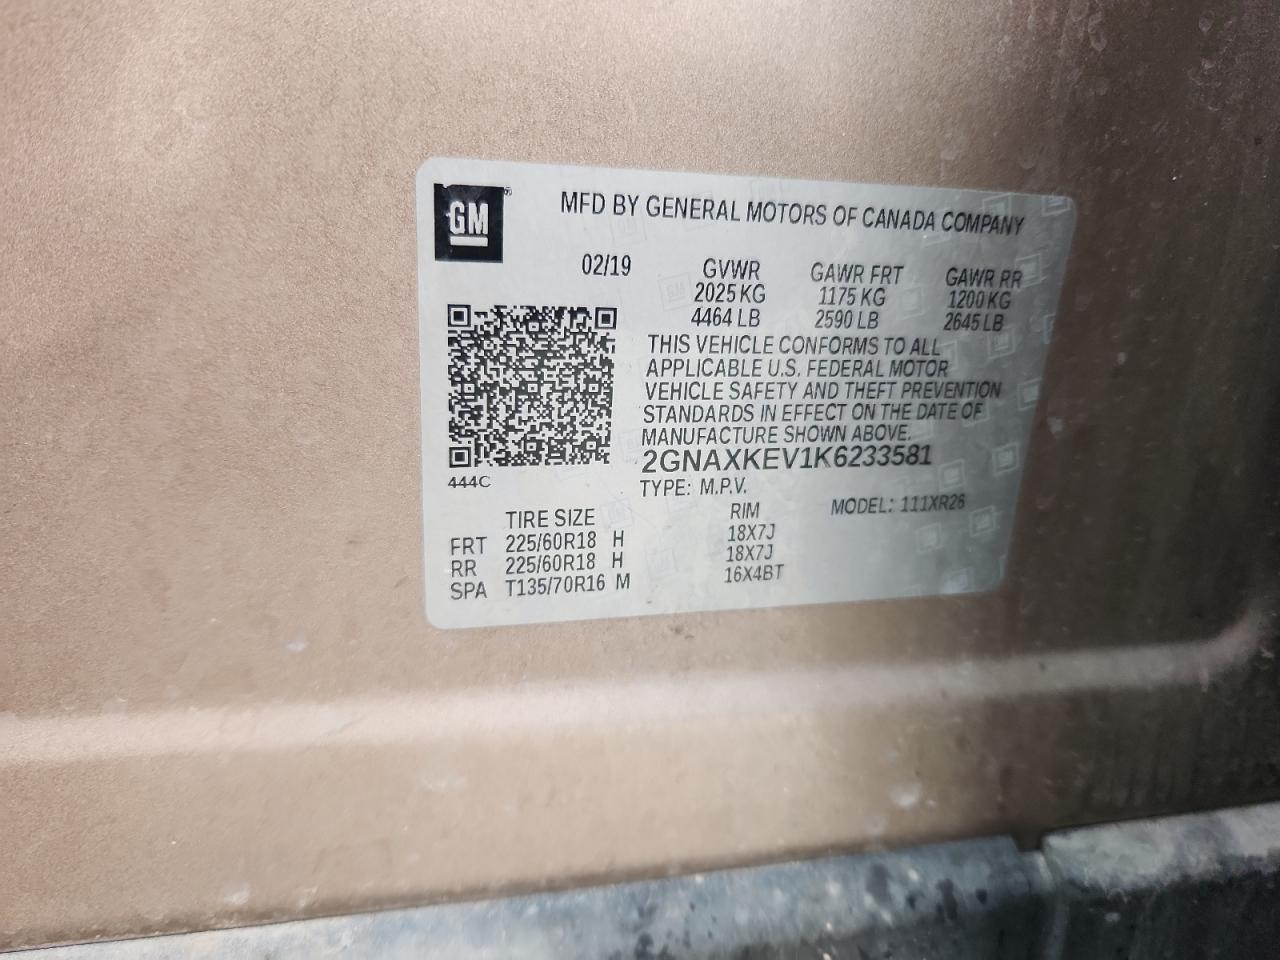 GM
MFD BY GENERAL MOTORS OF CANADA COMPANY
02/19 GVWR GAWR FRT GAWR RR
2025 KG 1175 KG 1200 KG
4464 LB 2590 LB 2645 LB
THIS VEHICLE CONFORMS TO ALL
APPLICABLE U.S. FEDERAL MOTOR
VEHICLE SAFETY AND THEFT PREVENTION
STANDARDS IN EFFECT ON THE DATE OF
MANUFACTURE SHOWN ABOVE.
2GNAXKEV1K6233581
444C
TYPE: M.P.V.
MODEL: 111XR26
TIRE SIZE RIM
FRT 225/60R18 H 18X7J
RR 225/60R18 H 18X7J
SPA T135/70R16 M 16X4BT